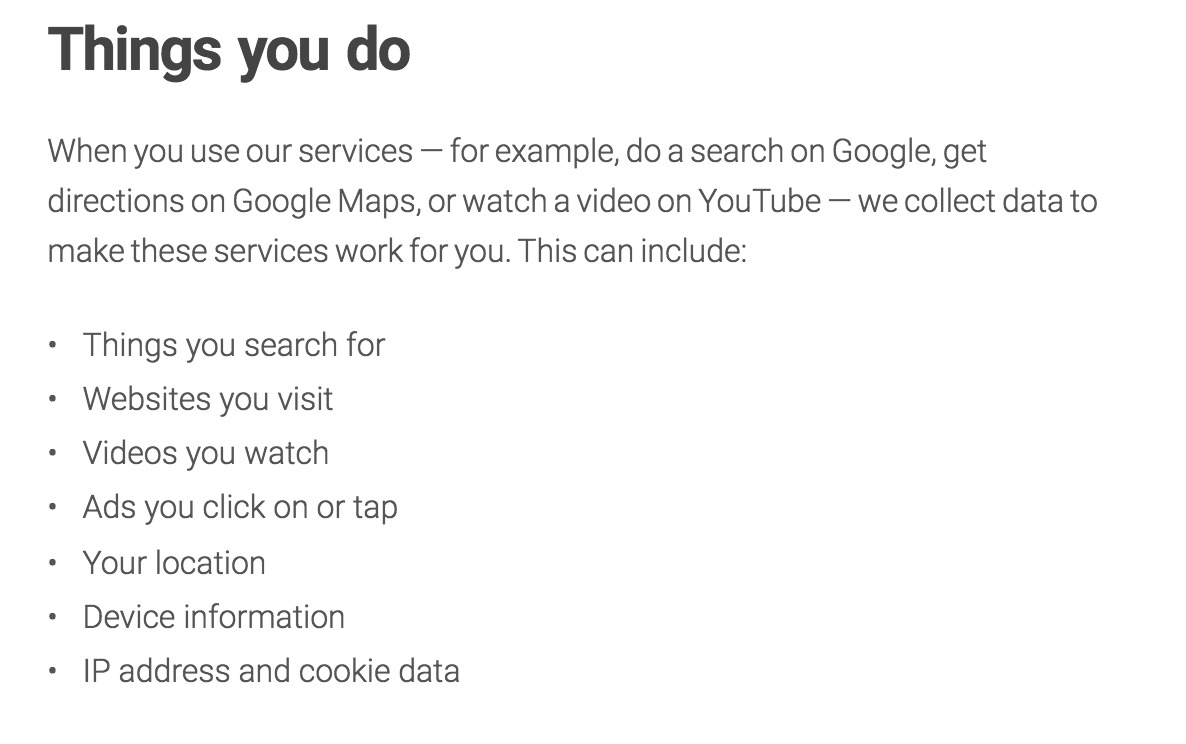 Things you do
When you use our services — for example, do a search on Google, get
directions on Google Maps, or watch a video on YouTube — we collect data to
make these services work for you. This can include:
• Things you search for
• Websites you visit
• Videos you watch
• Ads you click on or tap
• Your location
• Device information
• IP address and cookie data